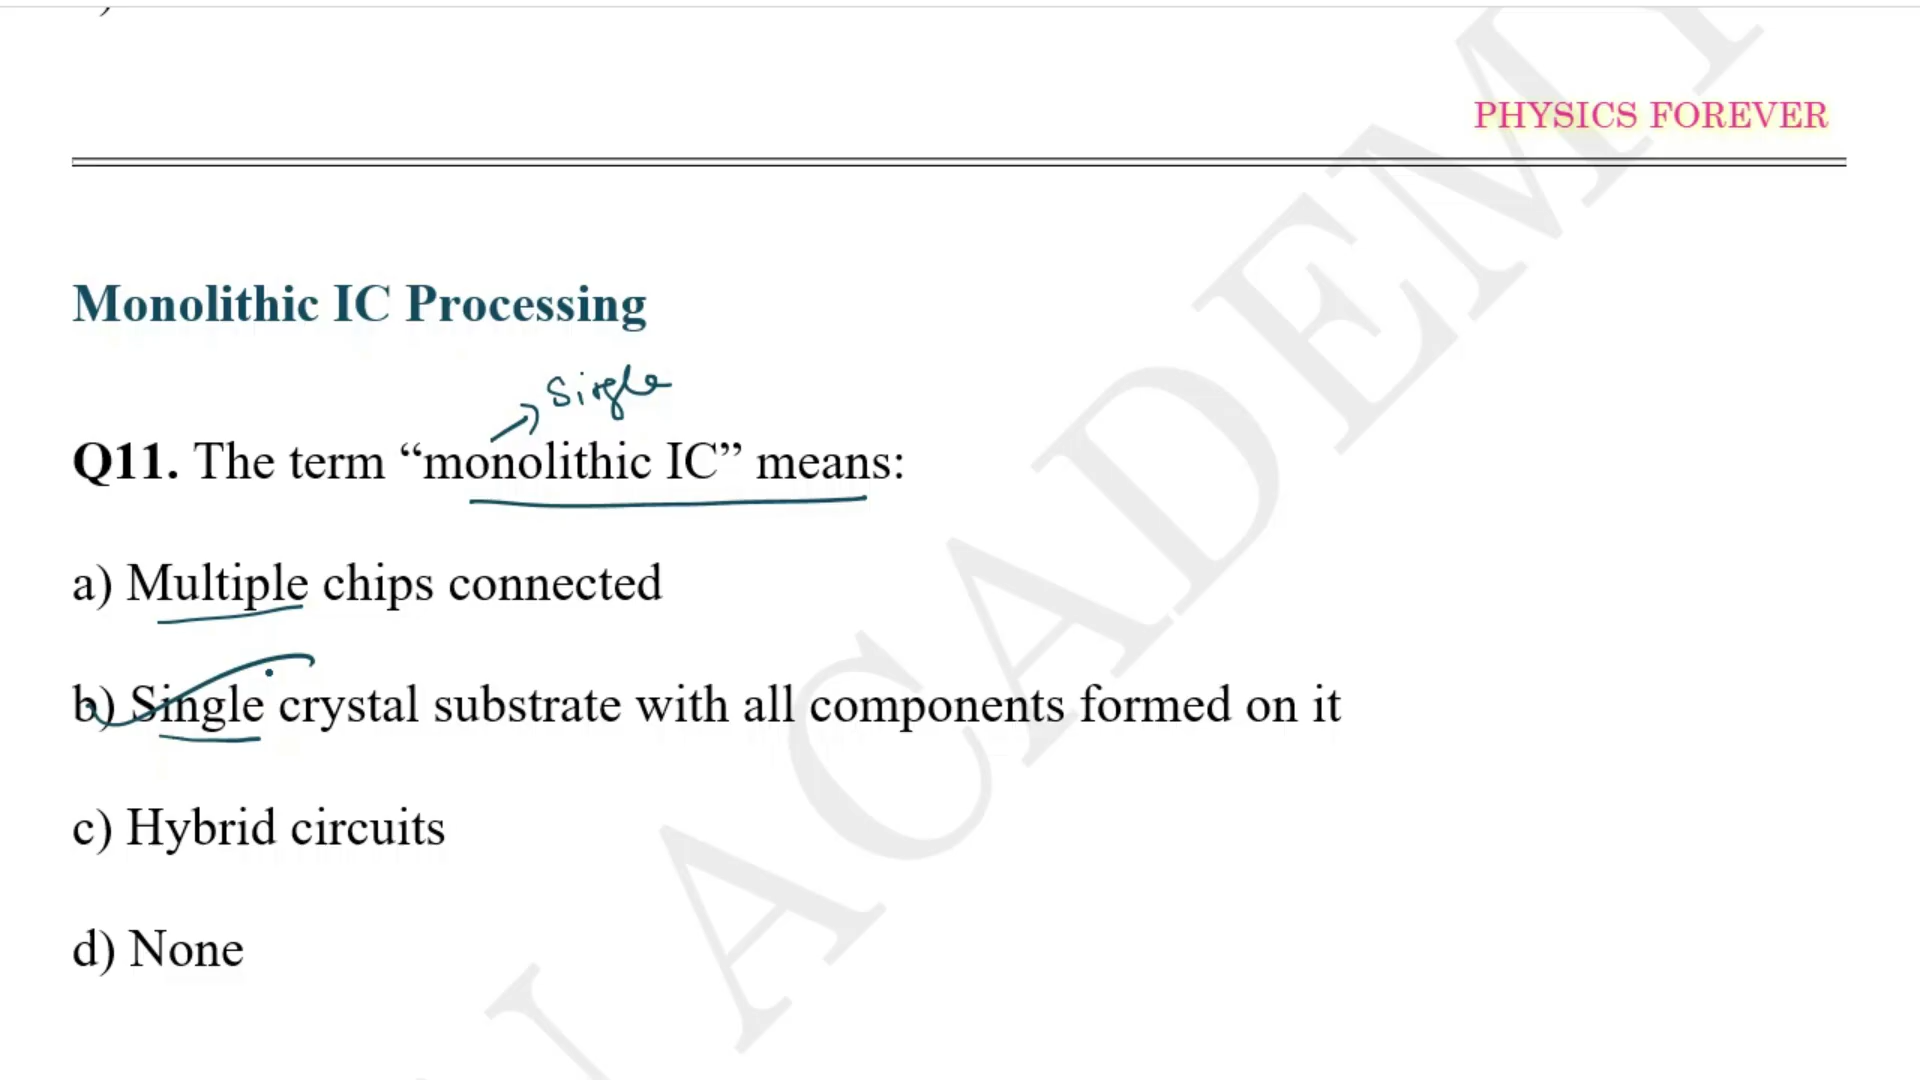 PHYSICS FOREVER
Monolithic IC Processing
Single
Q11. The term “monolithic IC” means:
a) Multiple chips connected
b) Single crystal substrate with all components formed on it
c) Hybrid circuits
d) None
ACADEMY